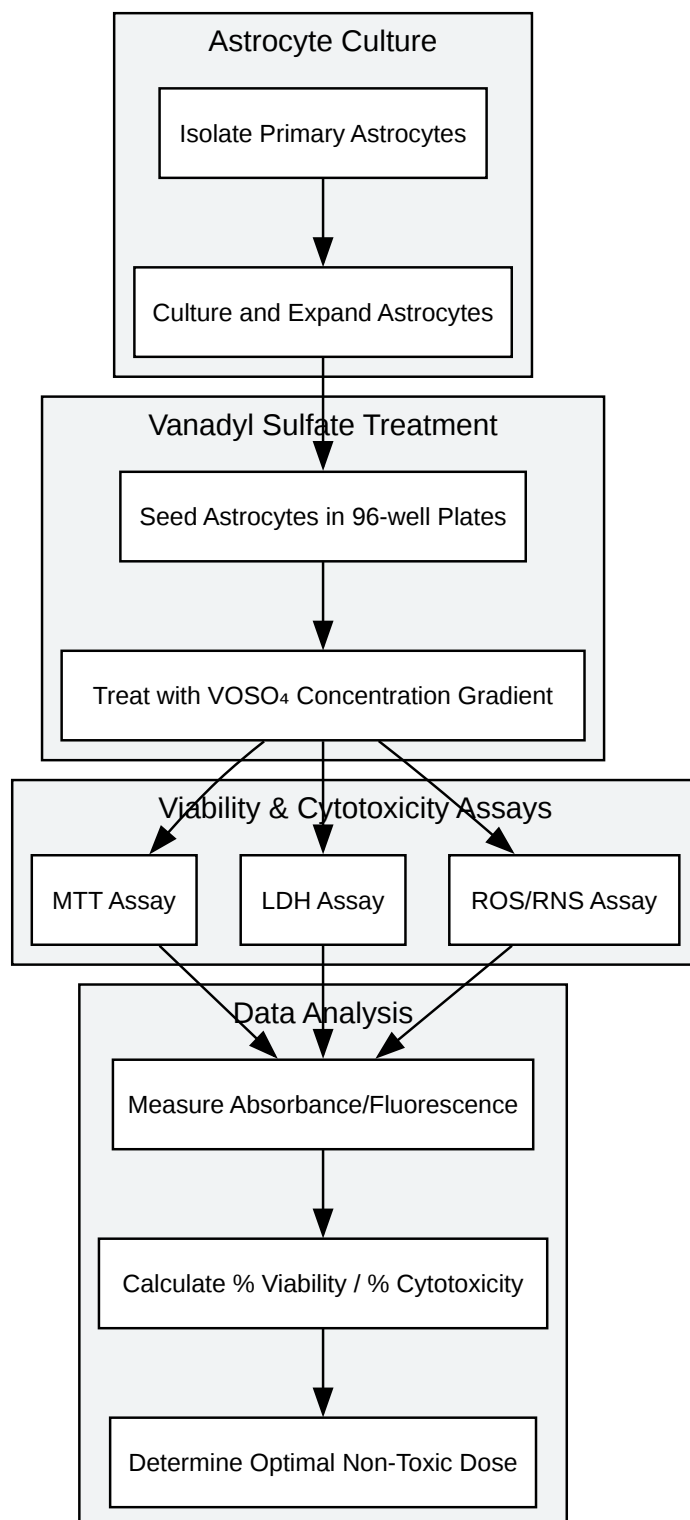 Astrocyte Culture
Isolate Primary Astrocytes
Culture and Expand Astrocytes
Vanadyl Sulfate Treatment
Seed Astrocytes in 96-well Plates
Treat with VOSO₄ Concentration Gradient
Viability & Cytotoxicity Assays
MTT Assay
LDH Assay
ROS/RNS Assay
Data Analysis
Measure Absorbance/Fluorescence
Calculate % Viability / % Cytotoxicity
Determine Optimal Non-Toxic Dose